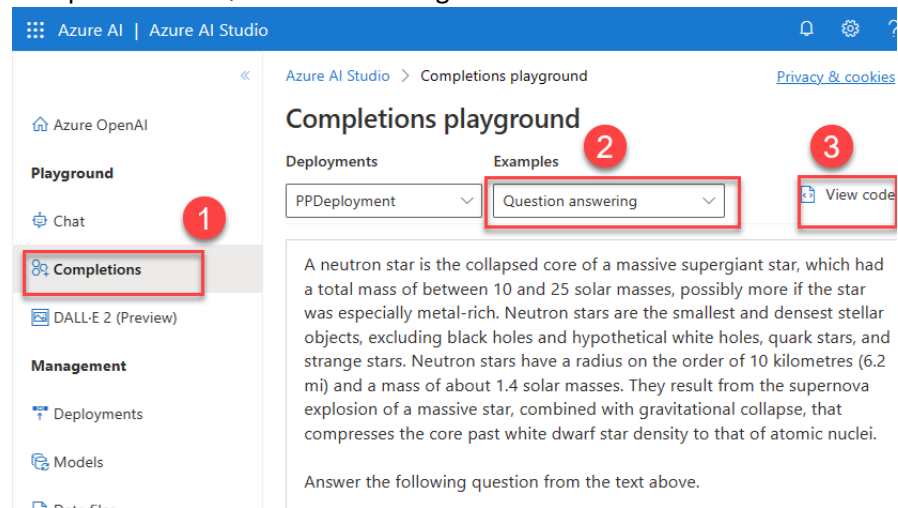 Azure AI | Azure AI Studio ?
Azure AI Studio > Completions playground Privacy & cookies
Azure OpenAI
Completions playground
2
3
Deployments Examples
Playground
PPDeployment Question answering View code
Chat
1
Completions
A neutron star is the collapsed core of a massive supergiant star, which had
a total mass of between 10 and 25 solar masses, possibly more if the star
was especially metal-rich. Neutron stars are the smallest and densest stellar
objects, excluding black holes and hypothetical white holes, quark stars, and
strange stars. Neutron stars have a radius on the order of 10 kilometres (6.2
mi) and a mass of about 1.4 solar masses. They result from the supernova
explosion of a massive star, combined with gravitational collapse, that
compresses the core past white dwarf star density to that of atomic nuclei.
DALL·E 2 (Preview)
Management
Deployments
Models
Answer the following question from the text above.